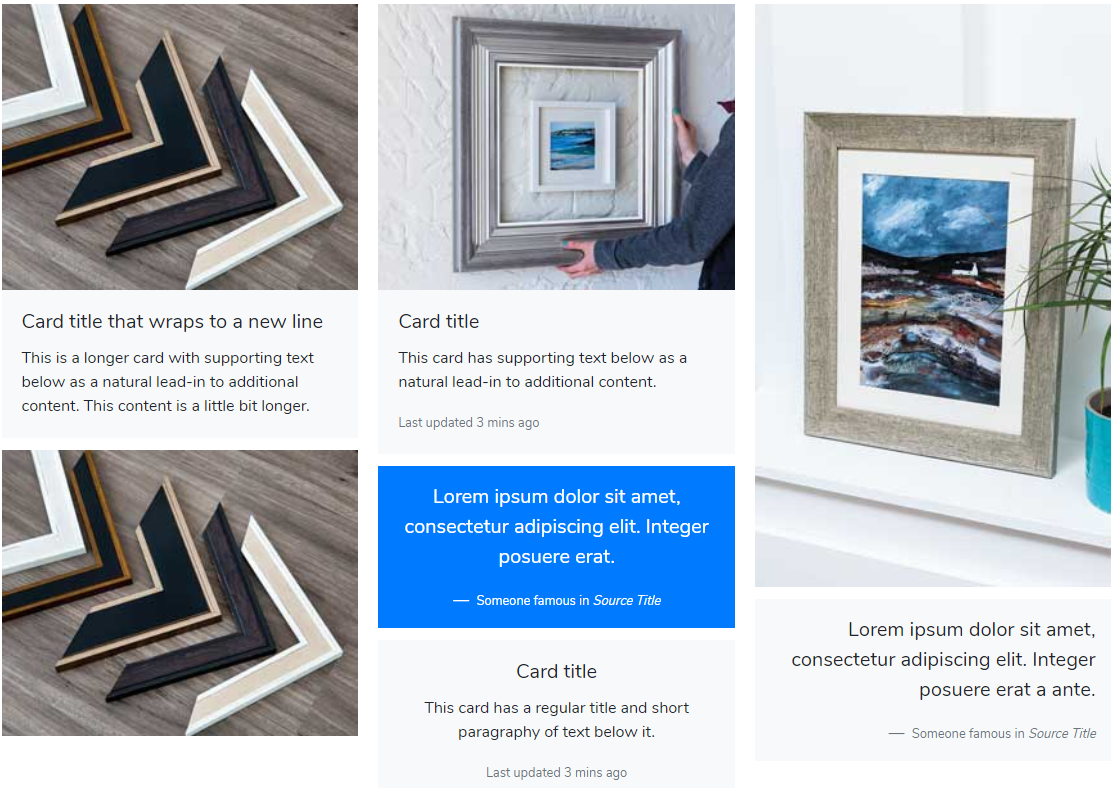 Card title that wraps to a new line
This is a longer card with supporting text
below as a natural lead-in to additional
content. This content is a little bit longer.
Card title
This card has supporting text below as a
natural lead-in to additional content.
Last updated 3 mins ago
Lorem ipsum dolor sit amet,
consectetur adipiscing elit. Integer
posuere erat.
— Someone famous in Source Title
Card title
This card has a regular title and short
paragraphy of text below it.
Last updated 3 mins ago
Lorem ipsum dolor sit amet,
consectetur adipiscing elit. Integer
posuere erat a ante.
— Someone famous in Source Title